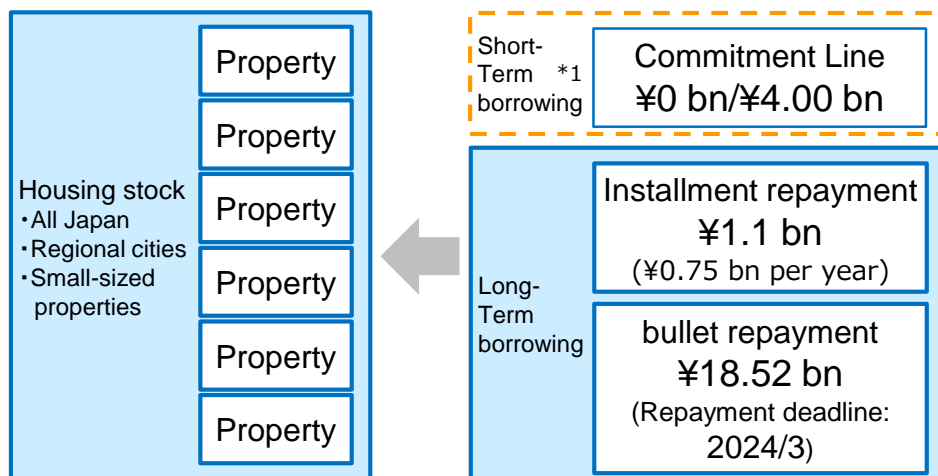 Housing stock
・All Japan
・Regional cities
・Small-sized
properties
Property
Property
Property
Property
Property
Property
Short-
Term *1
borrowing
Commitment Line
¥0 bn/¥4.00 bn
Long-
Term
borrowing
Installment repayment
¥1.1 bn
(¥0.75 bn per year)
bullet repayment
¥18.52 bn
(Repayment deadline:
2024/3)